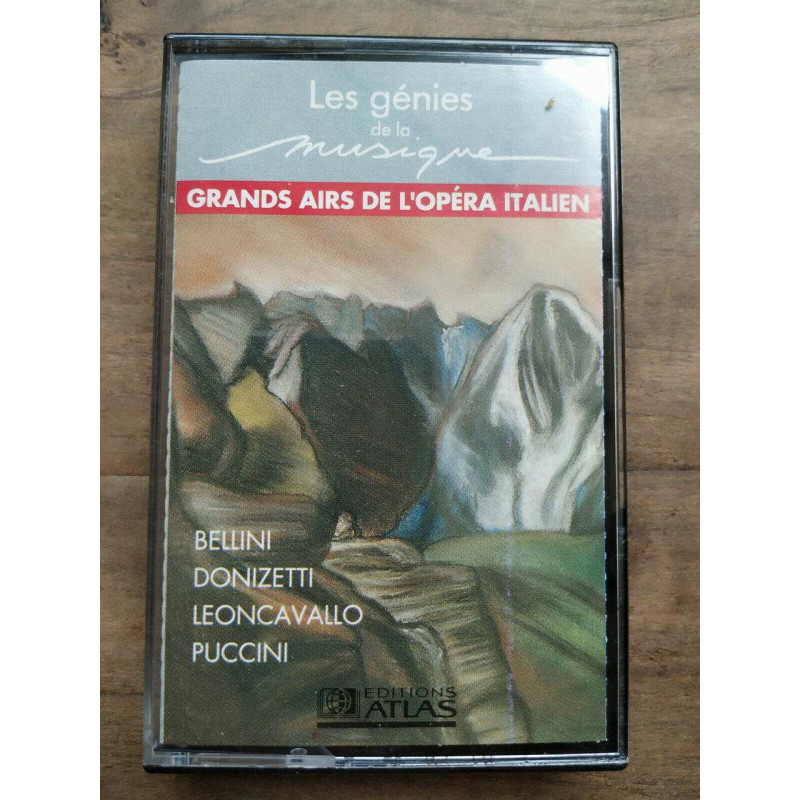 Les génies
de la
musique
GRANDS AIRS DE L'OPÉRA ITALIEN
BELLINI
DONIZETTI
LEONCAVALLO
PUCCINI
EDITIONS
ATLAS